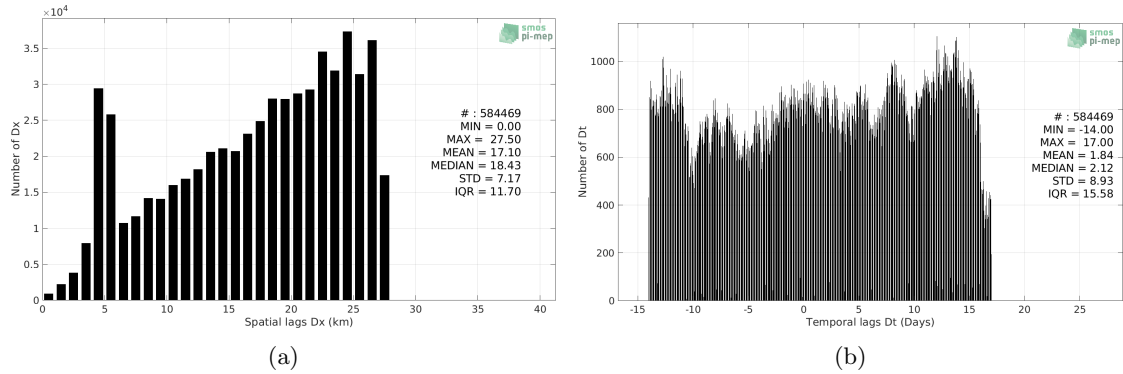 ×10⁴
smos
pi-mep
3.5
3
2.5
2
1.5
1
0.5
0
Number of Dx
# : 584469
MIN = 0.00
MAX = 27.50
MEAN = 17.10
MEDIAN = 18.43
STD = 7.17
IQR = 11.70
0 5 10 15 20 25 30 35 40
Spatial lags Dx (km)
(a)
smos
pi-mep
1000
800
600
400
200
0
Number of Dt
# : 584469
MIN = -14.00
MAX = 17.00
MEAN = 1.84
MEDIAN = 2.12
STD = 8.93
IQR = 15.58
-15 -10 -5 0 5 10 15 20 25
Temporal lags Dt (Days)
(b)